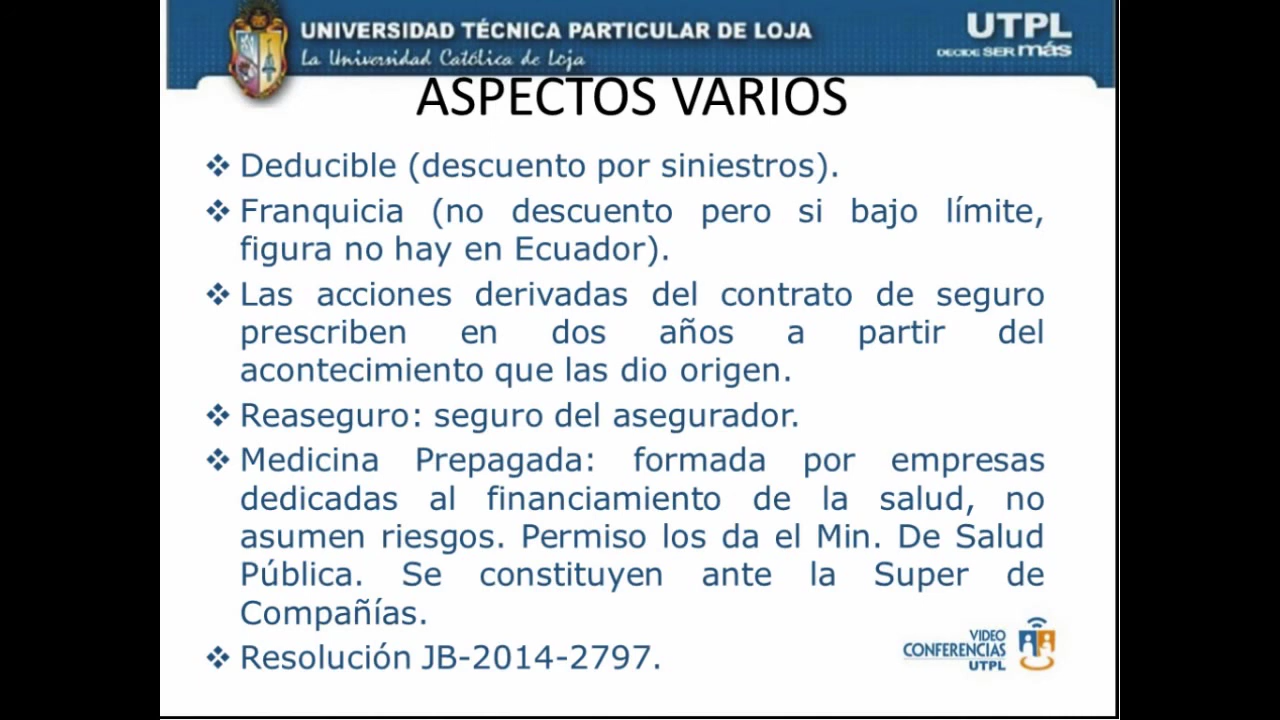 UNIVERSIDAD TÉCNICA PARTICULAR DE LOJA
La Universidad Católica de Loja
UTPL
DECIDE SER más
ASPECTOS VARIOS
❖ Deducible (descuento por siniestros).
❖ Franquicia (no descuento pero si bajo límite,
figura no hay en Ecuador).
❖ Las acciones derivadas del contrato de seguro
prescriben en dos años a partir del
acontecimiento que las dio origen.
❖ Reaseguro: seguro del asegurador.
❖ Medicina Prepagada: formada por empresas
dedicadas al financiamiento de la salud, no
asumen riesgos. Permiso los da el Min. De Salud
Pública. Se constituyen ante la Super de
Compañías.
❖ Resolución JB-2014-2797.
VIDEO
CONFERENCIAS
UTPL